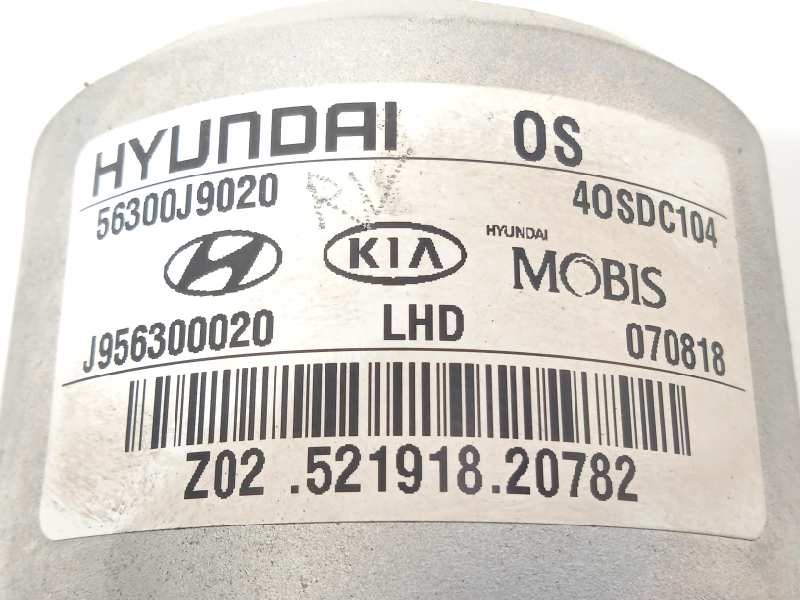 HYUNDAI OS
56300J9020 40SDC104
KIA HYUNDAI
MOBIS
J956300020 LHD 070818
Z02 .521918.20782